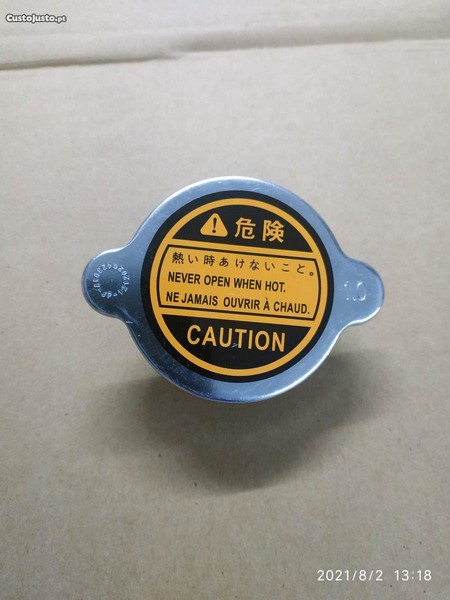 CustoJusto.pt
危険
熱い時あけないこと。
NEVER OPEN WHEN HOT.
NE JAMAIS OUVRIR À CHAUD.
CAUTION
1.0
2021/8/2 13:18